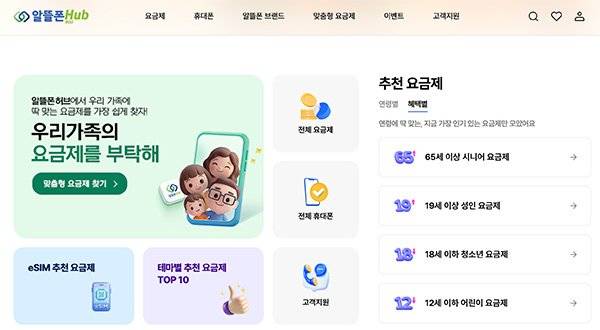 알뜰폰Hub
요금제
휴대폰
알뜰폰 브랜드
맞춤형 요금제
이벤트
고객지원
알뜰폰허브에서 우리 가족에
딱 맞는 요금제를 가장 쉽게 찾자!
우리가족의
요금제를 부탁해
맞춤형 요금제 찾기 >
전체 요금제
전체 휴대폰
eSIM 추천 요금제
eSIM
테마별 추천 요금제
TOP 10
고객지원
추천 요금제
연령별 혜택별
연령에 딱 맞는, 지금 가장 인기 있는 요금제만 모았어요
65 65세 이상 시니어 요금제
19 19세 이상 성인 요금제
18 18세 이하 청소년 요금제
12 12세 이하 어린이 요금제